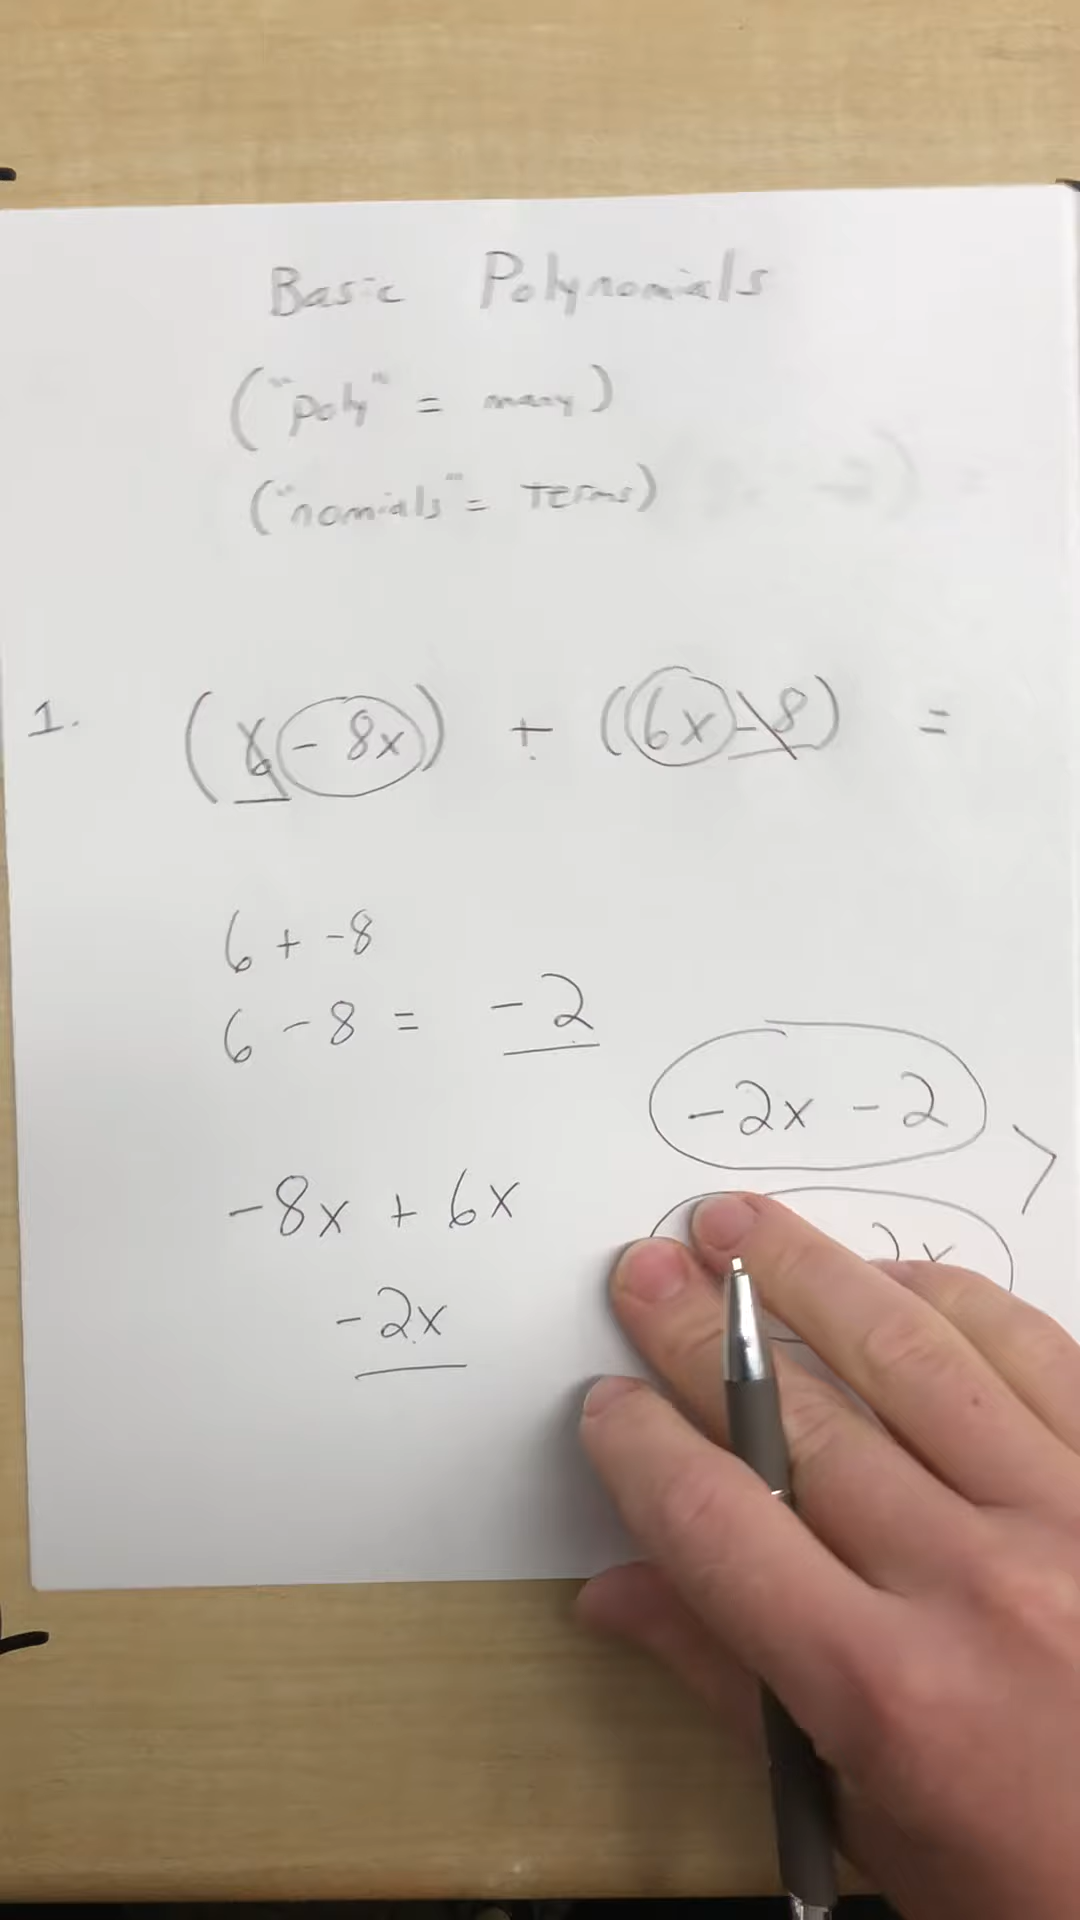 Basic Polynomials
("poly" = many)
("nomials" = Terms)
1. (6 - 8x) + (6x - 8) =
6 + -8
6 - 8 = -2
-2x - 2
-8x + 6x
2x
-2x